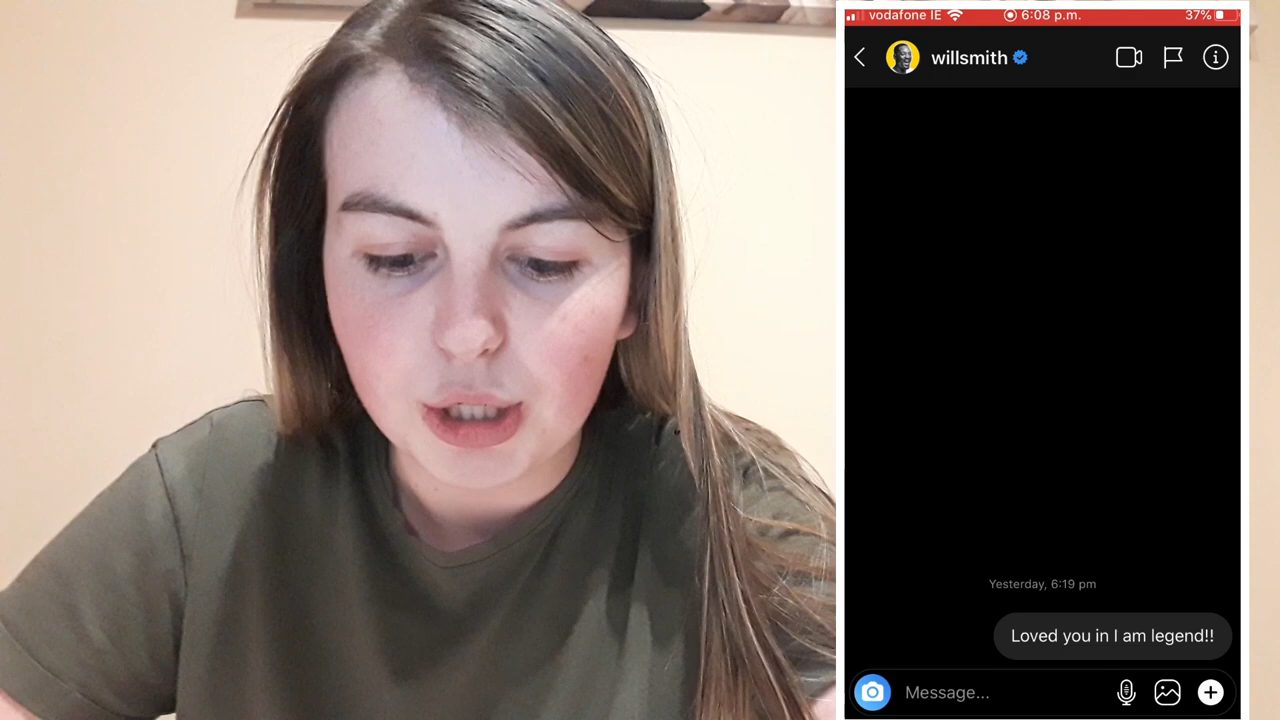 vodafone IE 6:08 p.m. 37%
willsmith
Yesterday, 6:19 pm
Loved you in I am legend!!
Message...